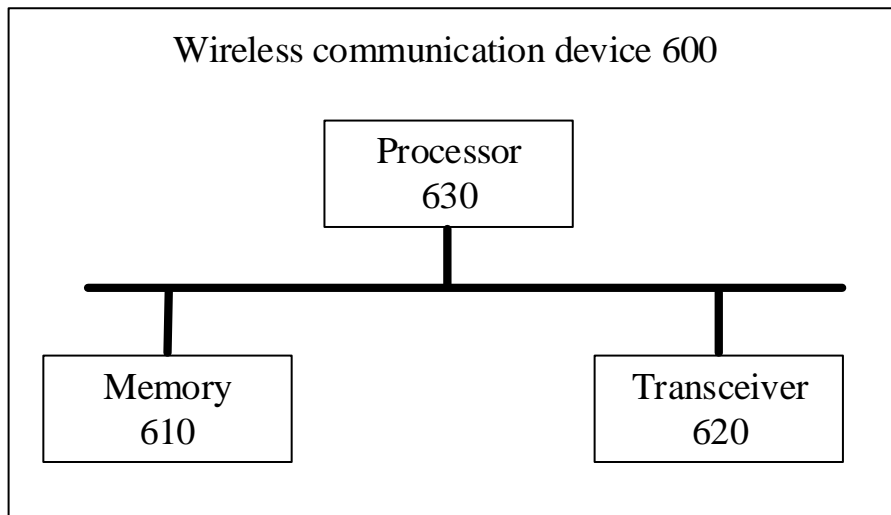 Wireless communication device 600
Processor
630
Memory
610
Transceiver
620